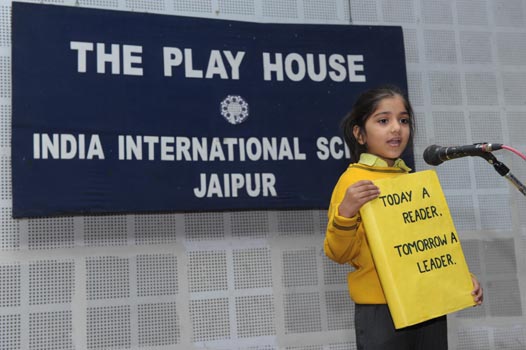 THE PLAY HOUSE
INDIA INTERNATIONAL SC
JAIPUR
TODAY A
READER,
TOMORROW A
LEADER.